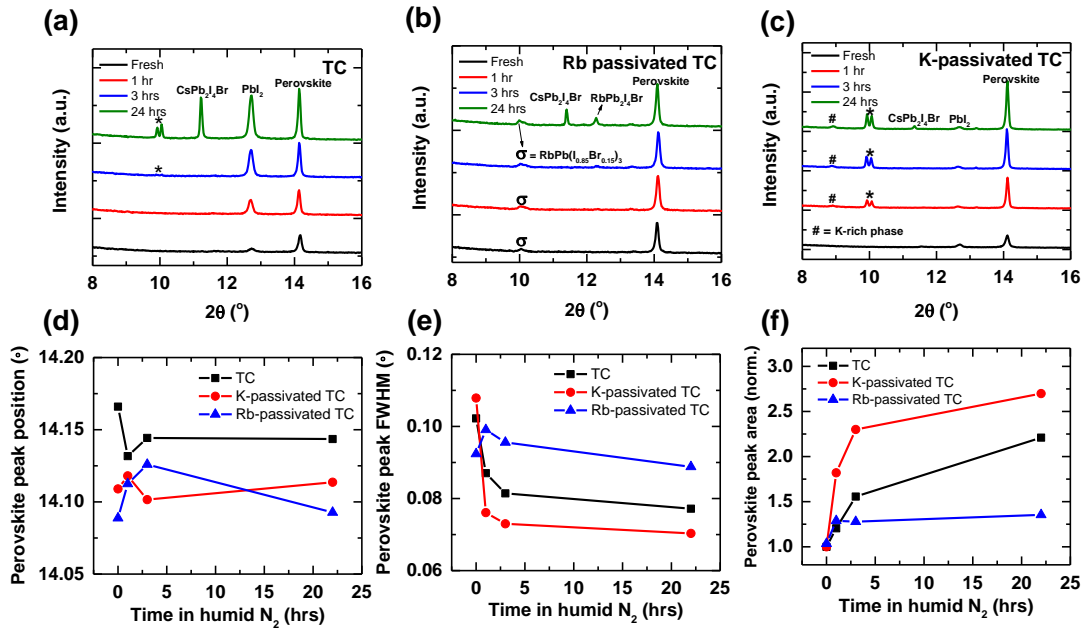 (a)
TC
Fresh
1 hr
3 hrs
24 hrs
CsPb2I4Br
PbI2
Perovskite
*
*
Intensity (a.u.)
8 10 12 14 16
2θ (°)
(b)
Rb passivated TC
Fresh
1 hr
3 hrs
24 hrs
CsPb2I4Br
RbPb2I4Br
Perovskite
σ = RbPb(I0.85Br0.15)3
σ
σ
Intensity (a.u.)
8 10 12 14 16
2θ (°)
(c)
K-passivated TC
Fresh
1 hr
3 hrs
24 hrs
Perovskite
# * CsPb2I4Br PbI2
# *
# *
# = K-rich phase
Intensity (a.u.)
8 10 12 14 16
2θ (°)
(d)
Perovskite peak position (°)
14.20
14.15
14.10
14.05
TC
K-passivated TC
Rb-passivated TC
0 5 10 15 20 25
Time in humid N2 (hrs)
(e)
Perovskite peak FWHM (°)
0.12
0.10
0.08
0.06
TC
K-passivated TC
Rb-passivated TC
0 5 10 15 20 25
Time in humid N2 (hrs)
(f)
Perovskite peak area (norm.)
3.0
2.5
2.0
1.5
1.0
TC
K-passivated TC
Rb-passivated TC
0 5 10 15 20 25
Time in humid N2 (hrs)